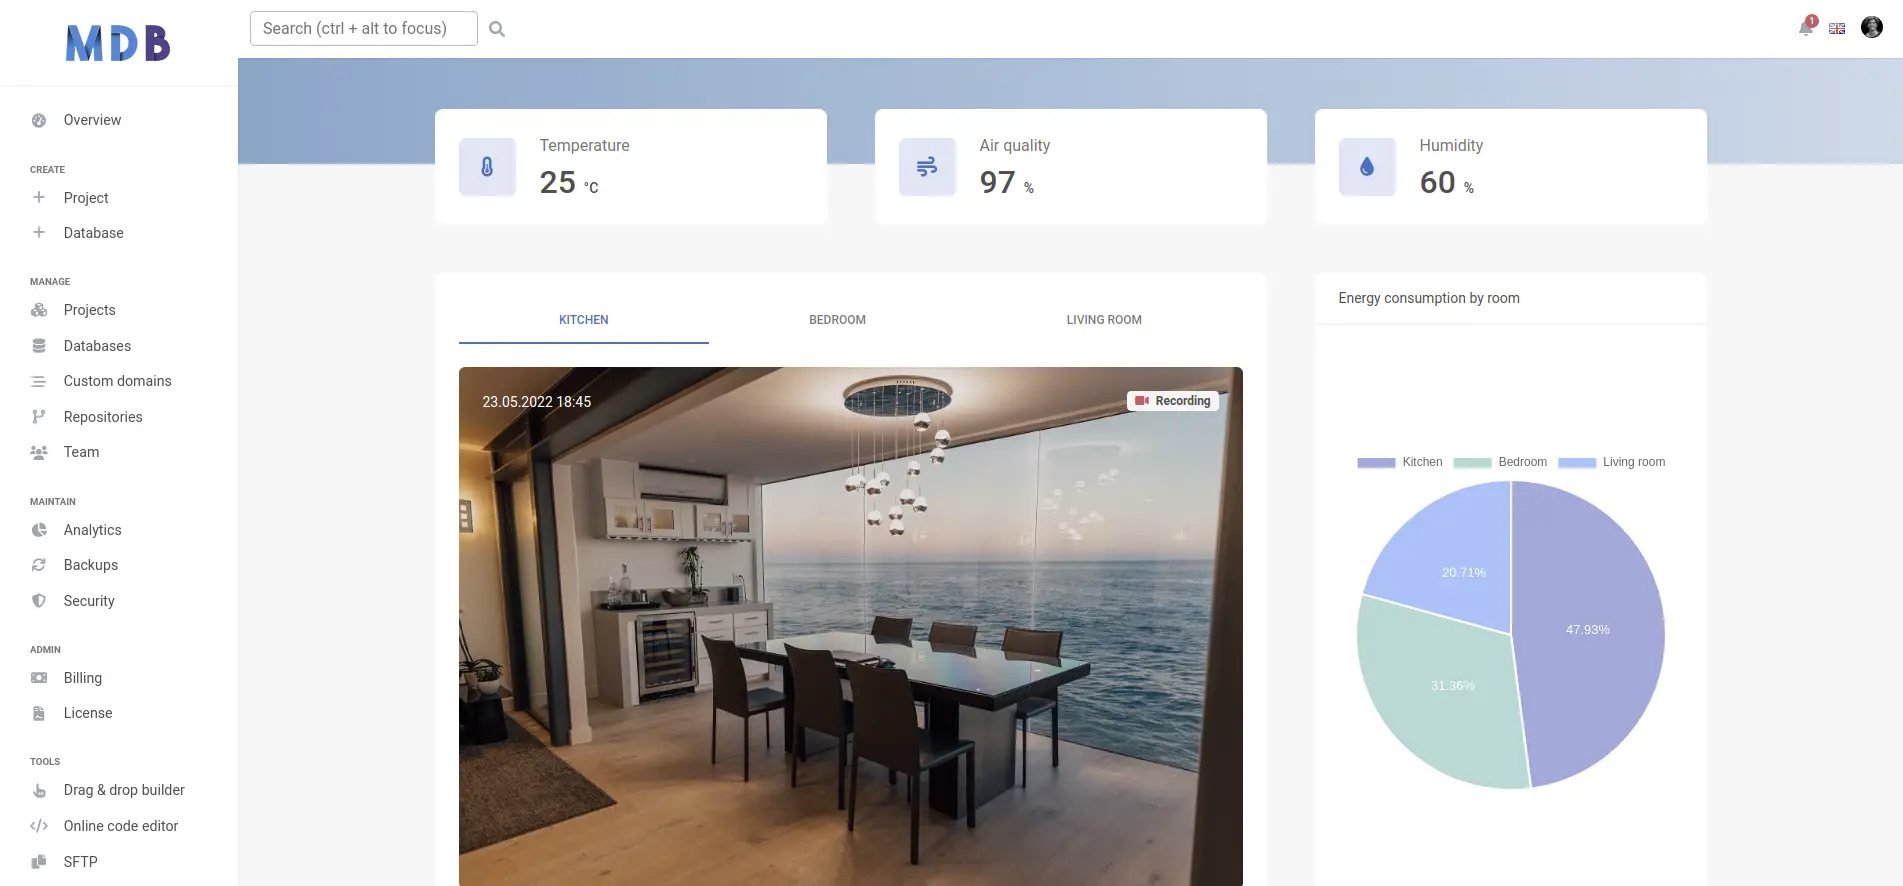 MDB
Search (ctrl + alt to focus)
1
Overview
CREATE
Project
Database
MANAGE
Projects
Databases
Custom domains
Repositories
Team
MAINTAIN
Analytics
Backups
Security
ADMIN
Billing
License
TOOLS
Drag & drop builder
Online code editor
SFTP
Temperature
25 °C
Air quality
97 %
Humidity
60 %
KITCHEN BEDROOM LIVING ROOM
23.05.2022 18:45
Recording
Energy consumption by room
Kitchen Bedroom Living room
20.71%
47.93%
31.36%